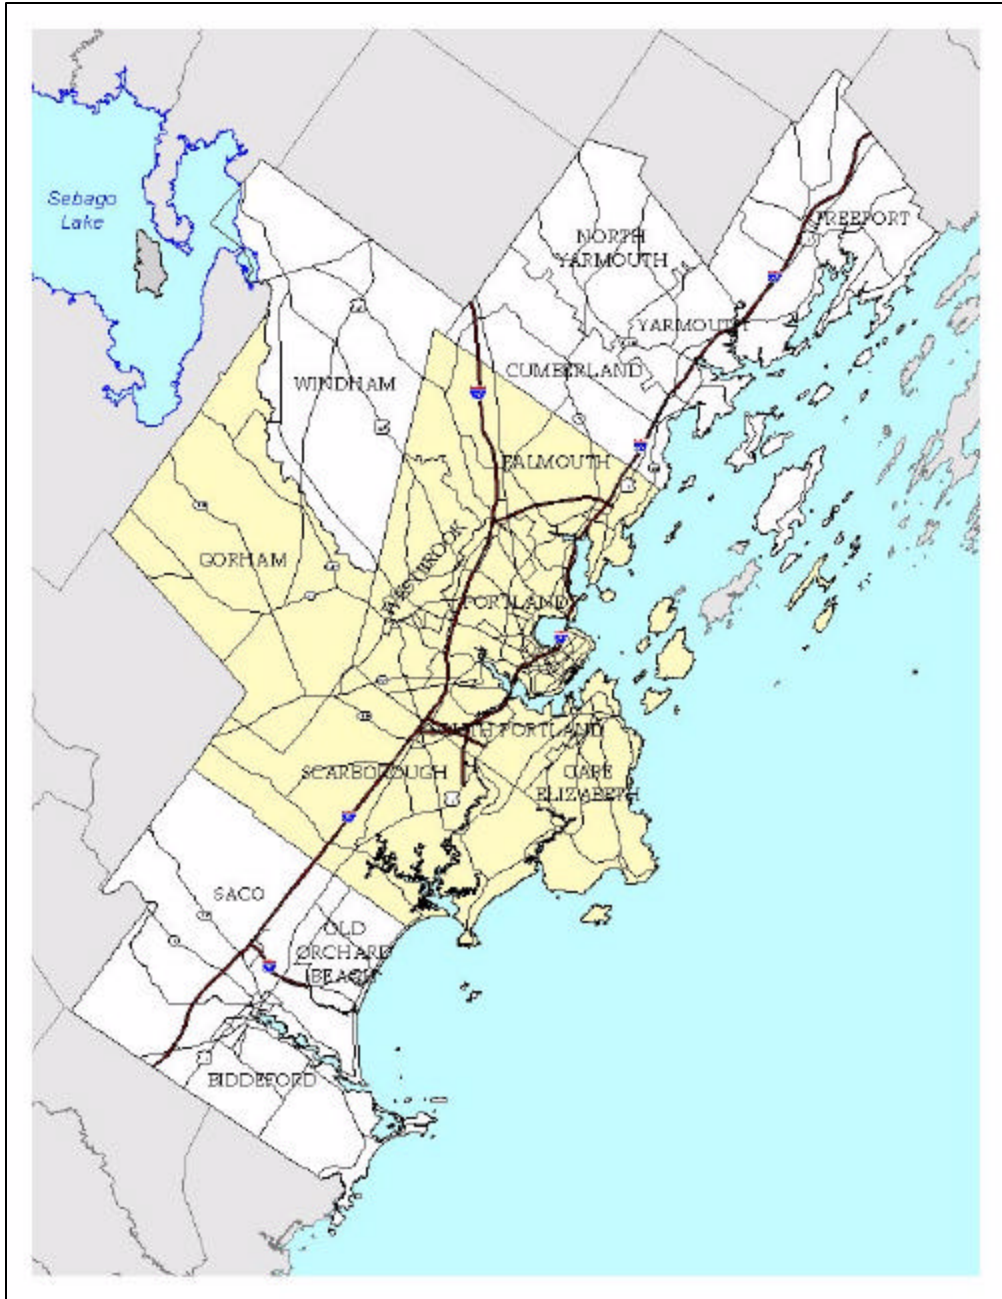 Sebago
Lake
FREEPORT
NORTH
YARMOUTH
YARMOUTH
CUMBERLAND
WINDHAM
FALMOUTH
WESTBROOK
GORHAM
PORTLAND
SOUTH PORTLAND
SCARBOROUGH
CAPE
ELIZABETH
SACO
OLD
ORCHARD
BEACH
BIDDEFORD